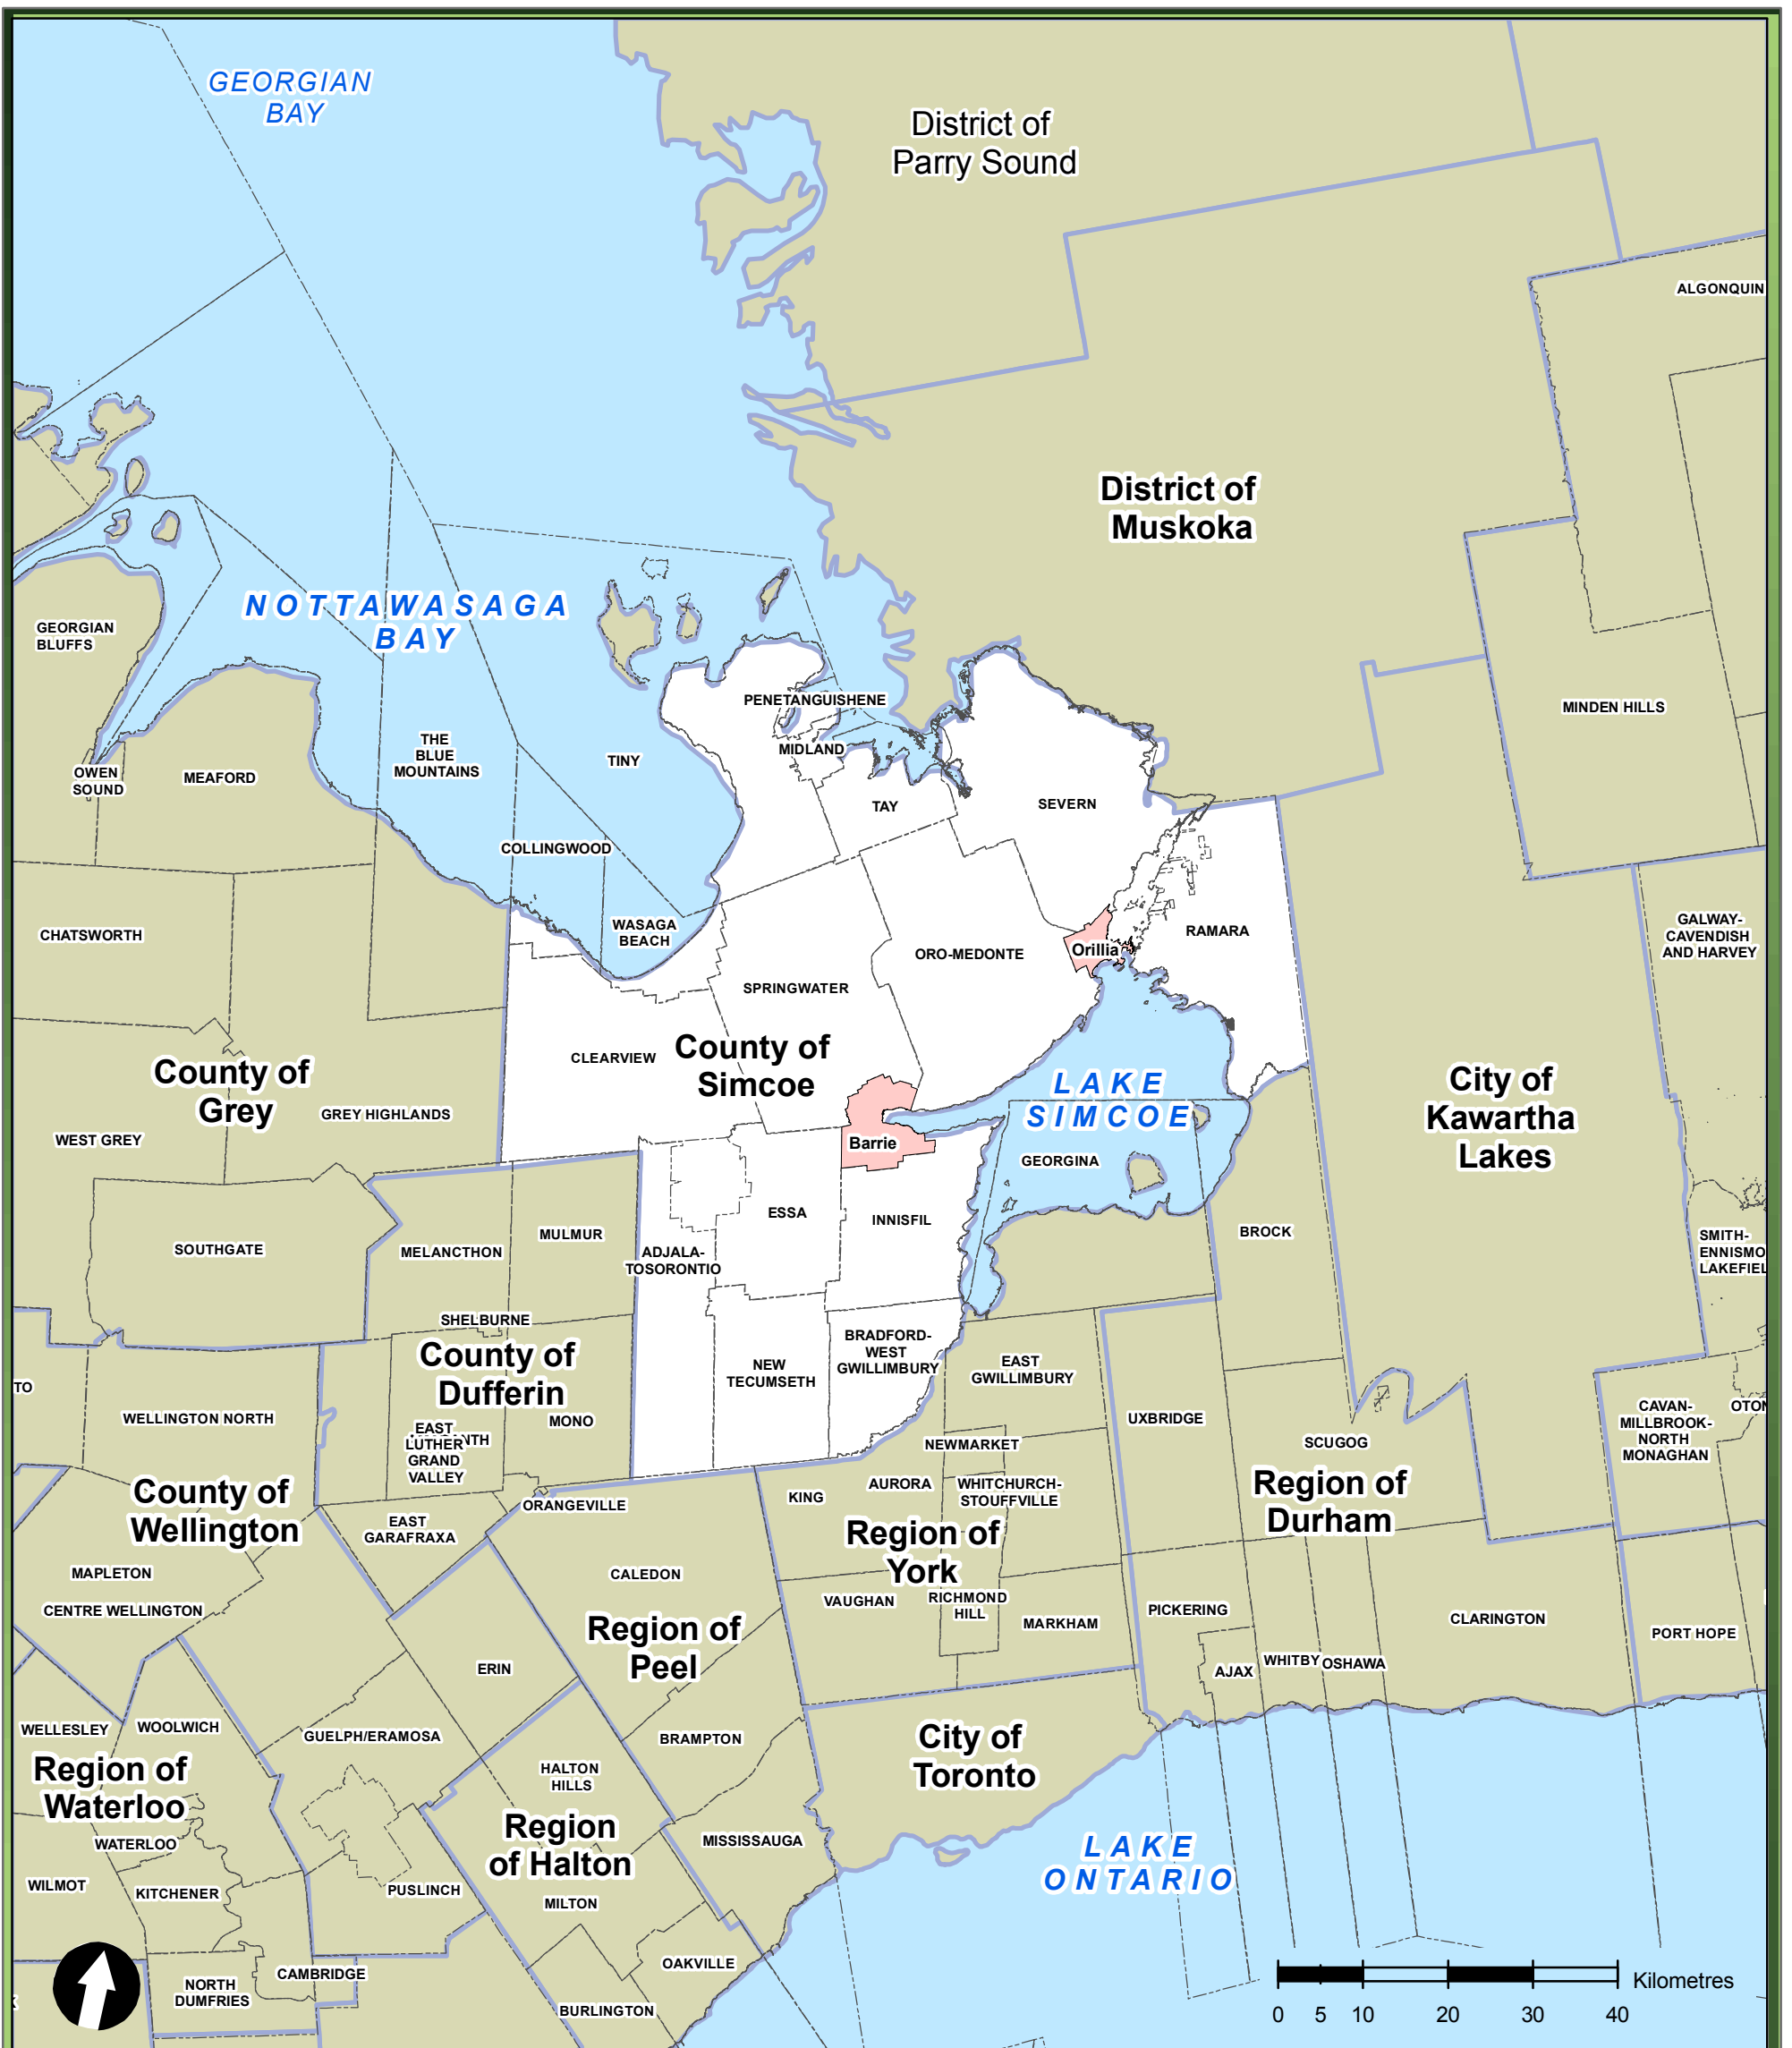 GEORGIAN
BAY
District of
Parry Sound
ALGONQUIN
District of
Muskoka
NOTTAWASAGA
BAY
GEORGIAN
BLUFFS
PENETANGUISHENE
MINDEN HILLS
THE
BLUE
MOUNTAINS
MIDLAND
TINY
OWEN
SOUND
MEAFORD
TAY
SEVERN
COLLINGWOOD
WASAGA
BEACH
CHATSWORTH
GALWAY-
CAVENDISH
AND HARVEY
RAMARA
Orillia
ORO-MEDONTE
SPRINGWATER
CLEARVIEW
County of
Simcoe
County of
Grey
LAKE
SIMCOE
City of
Kawartha
Lakes
GREY HIGHLANDS
WEST GREY
Barrie
GEORGINA
ESSA
INNISFIL
BROCK
MULMUR
SOUTHGATE
MELANCTHON
ADJALA-
TOSORONTIO
SMITH-
ENNISMO
LAKEFIEL
SHELBURNE
County of
Dufferin
BRADFORD-
WEST
GWILLIMBURY
NEW
TECUMSETH
EAST
GWILLIMBURY
TO
WELLINGTON NORTH
MONO
EAST
LUTHER
GRAND
VALLEY
NTH
UXBRIDGE
SCUGOG
CAVAN-
MILLBROOK-
NORTH
MONAGHAN
OTON
NEWMARKET
County of
Wellington
ORANGEVILLE
KING
AURORA
WHITCHURCH-
STOUFFVILLE
Region of
Durham
EAST
GARAFRAXA
Region of
York
MAPLETON
CALEDON
CENTRE WELLINGTON
VAUGHAN
RICHMOND
HILL
MARKHAM
PICKERING
CLARINGTON
PORT HOPE
Region of
Peel
ERIN
AJAX
WHITBY
OSHAWA
WELLESLEY
WOOLWICH
GUELPH/ERAMOSA
BRAMPTON
City of
Toronto
Region of
Waterloo
HALTON
HILLS
Region
of Halton
WATERLOO
MISSISSAUGA
LAKE
ONTARIO
WILMOT
KITCHENER
PUSLINCH
MILTON
CAMBRIDGE
NORTH
DUMFRIES
OAKVILLE
BURLINGTON
Kilometres
0 5 10 20 30 40